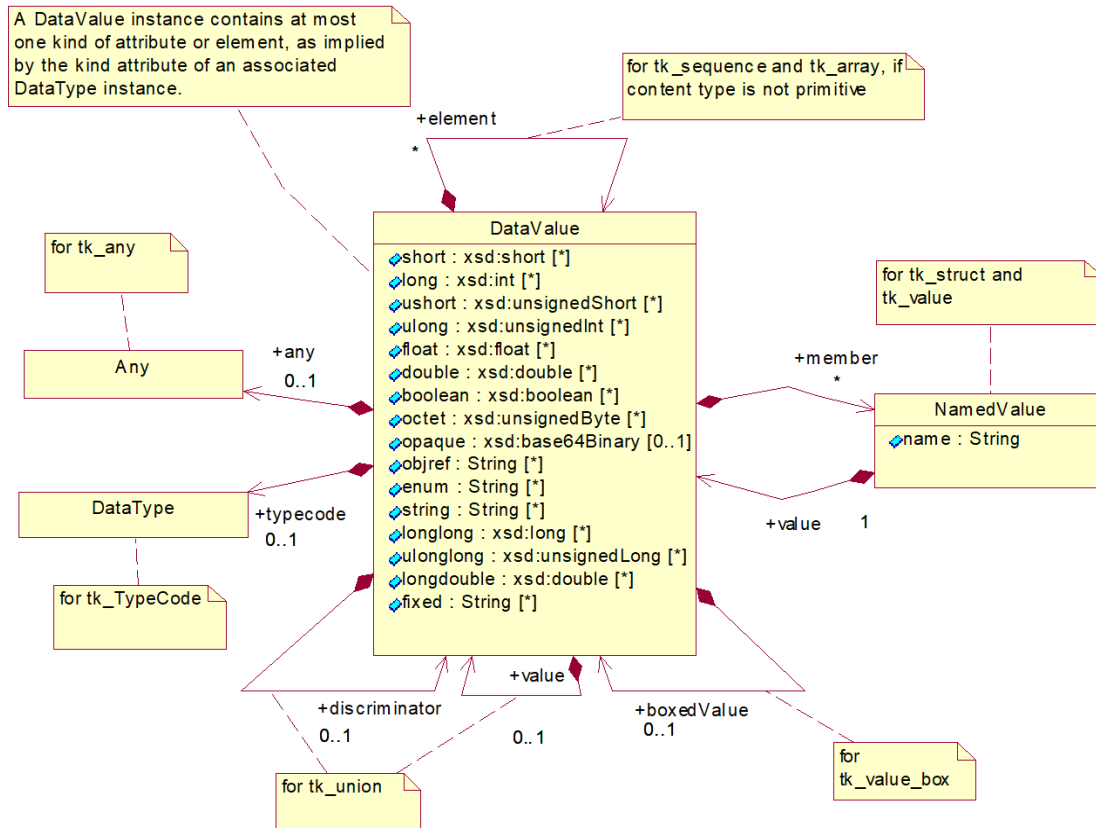 A DataValue instance contains at most
one kind of attribute or element, as implied
by the kind attribute of an associated
DataType instance.
for tk_sequence and tk_array, if
content type is not primitive
+element
*
DataValue
short : xsd:short [*]
long : xsd:int [*]
ushort : xsd:unsignedShort [*]
ulong : xsd:unsignedInt [*]
float : xsd:float [*]
double : xsd:double [*]
boolean : xsd:boolean [*]
octet : xsd:unsignedByte [*]
opaque : xsd:base64Binary [0..1]
objref : String [*]
enum : String [*]
string : String [*]
longlong : xsd:long [*]
ulonglong : xsd:unsignedLong [*]
longdouble : xsd:double [*]
fixed : String [*]
for tk_any
Any
+any
0..1
DataType
+typecode
0..1
for tk_TypeCode
for tk_struct and
tk_value
+member
*
NamedValue
name : String
+value
1
+discriminator
0..1
+value
0..1
+boxedValue
0..1
for tk_union
for
tk_value_box